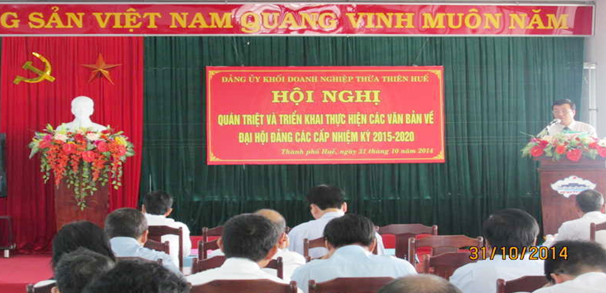 G SẢN VIỆT NAM QUANG VINH MUÔN NĂM
ĐẢNG ỦY KHỐI DOANH NGHIỆP THỪA THIÊN HUẾ
HỘI NGHỊ
QUÁN TRIỆT VÀ TRIỂN KHAI THỰC HIỆN CÁC VĂN BẢN VỀ
ĐẠI HỘI ĐẢNG CÁC CẤP NHIỆM KỲ 2015-2020
Thành phố Huế, ngày 31 tháng 10 năm 2014
31/10/2014